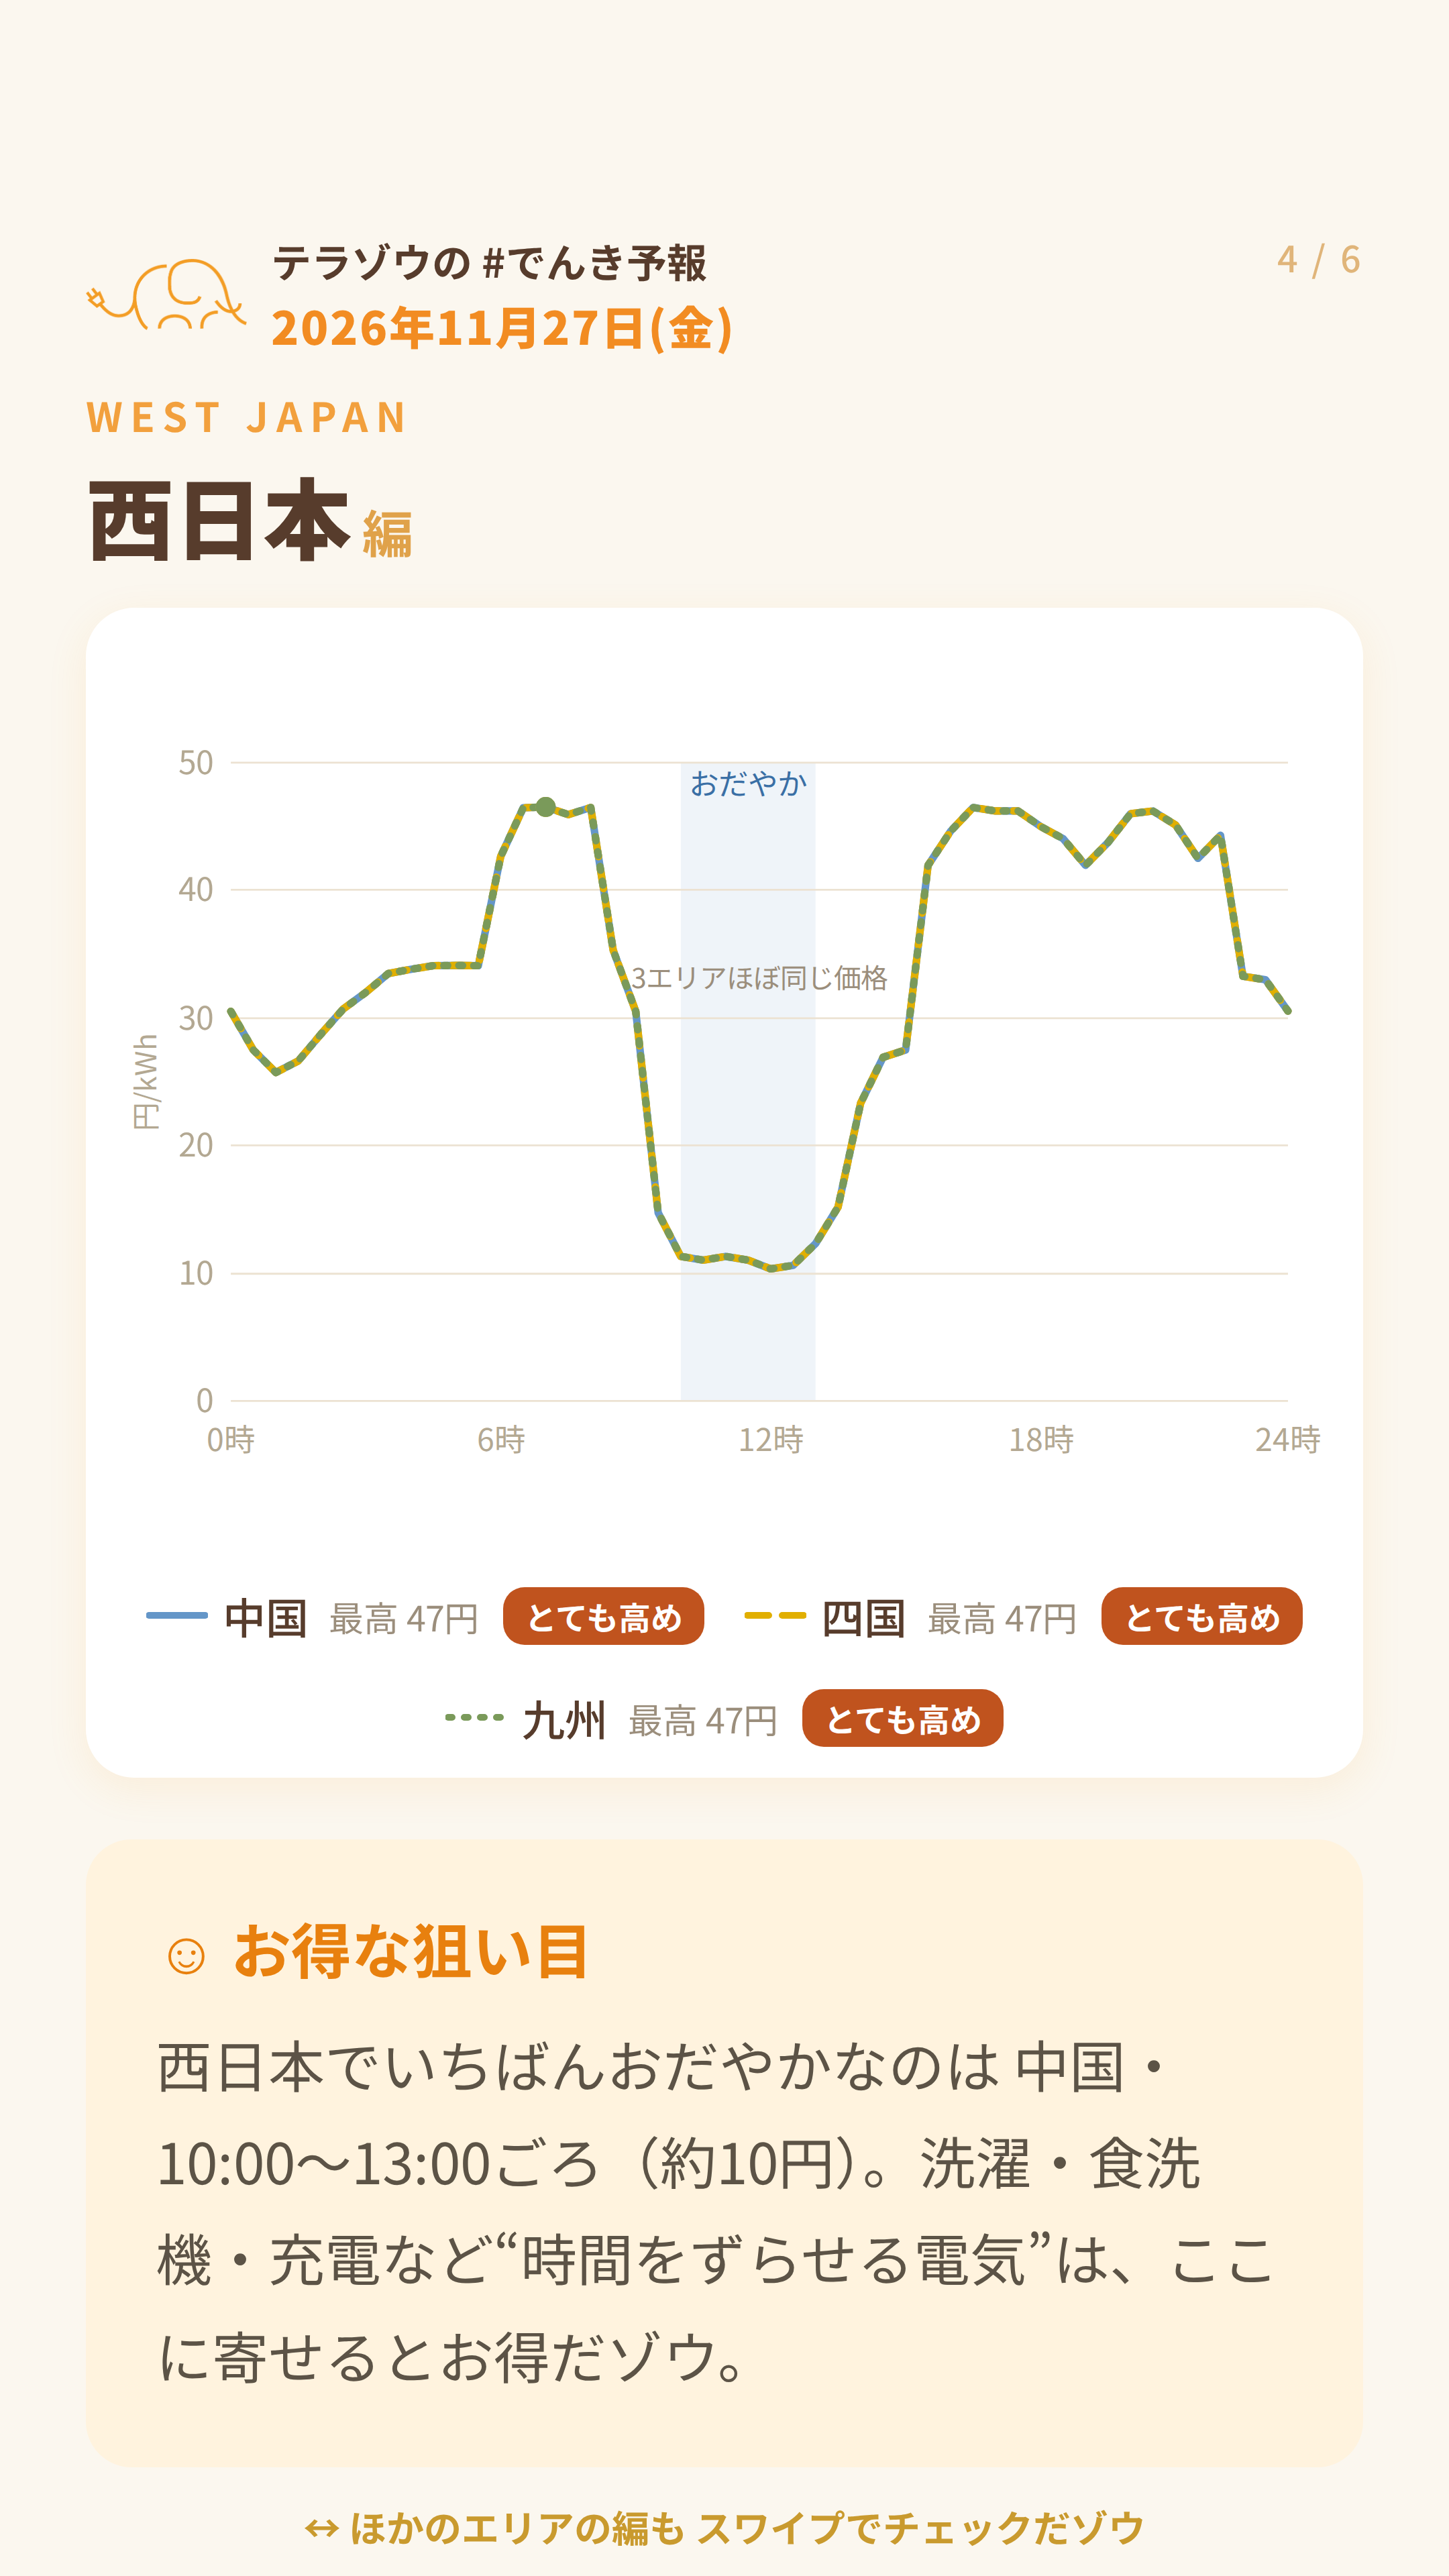 テラゾウの #でんき予報
4 / 6
2026年11月27日(金)
WEST JAPAN
西日本 編
50
おだやか
40
3エリアほぼ同じ価格
30
円/kWh
20
10
0
0時 6時 12時 18時 24時
中国 最高 47円 とても高め 四国 最高 47円 とても高め
九州 最高 47円 とても高め
☺ お得な狙い目
西日本でいちばんおだやかなのは 中国・
10:00〜13:00ごろ（約10円）。洗濯・食洗
機・充電など“時間をずらせる電気”は、ここ
に寄せるとお得だゾウ。
↔ ほかのエリアの編も スワイプでチェックだゾウ